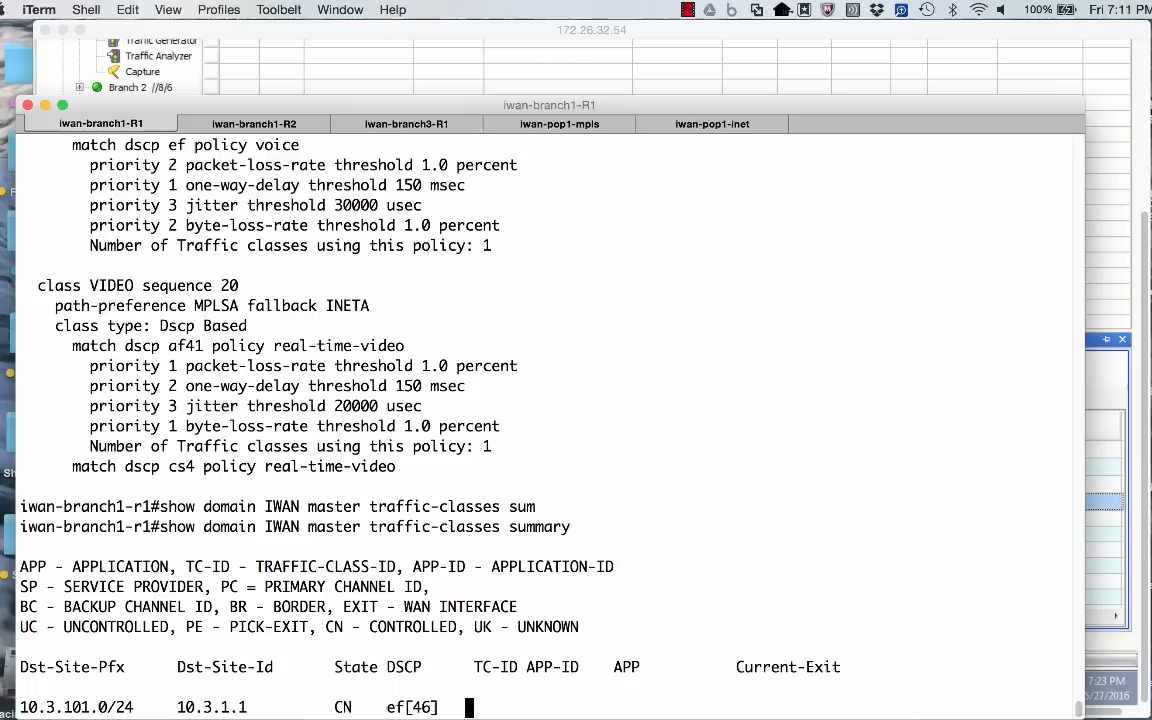 iTerm Shell Edit View Profiles Toolbelt Window Help 100% Fri 7:11 PM
172.26.32.54
Traffic Generator
Traffic Analyzer
Capture
Branch 2 //8/6
iwan-branch1-R1
iwan-branch1-R1 iwan-branch1-R2 iwan-branch3-R1 iwan-pop1-mpls iwan-pop1-inet
match dscp ef policy voice
priority 2 packet-loss-rate threshold 1.0 percent
priority 1 one-way-delay threshold 150 msec
priority 3 jitter threshold 30000 usec
priority 2 byte-loss-rate threshold 1.0 percent
Number of Traffic classes using this policy: 1
class VIDEO sequence 20
path-preference MPLSA fallback INETA
class type: Dscp Based
match dscp af41 policy real-time-video
priority 1 packet-loss-rate threshold 1.0 percent
priority 2 one-way-delay threshold 150 msec
priority 3 jitter threshold 20000 usec
priority 1 byte-loss-rate threshold 1.0 percent
Number of Traffic classes using this policy: 1
match dscp cs4 policy real-time-video
iwan-branch1-r1#show domain IWAN master traffic-classes sum
iwan-branch1-r1#show domain IWAN master traffic-classes summary
APP - APPLICATION, TC-ID - TRAFFIC-CLASS-ID, APP-ID - APPLICATION-ID
SP - SERVICE PROVIDER, PC = PRIMARY CHANNEL ID,
BC - BACKUP CHANNEL ID, BR - BORDER, EXIT - WAN INTERFACE
UC - UNCONTROLLED, PE - PICK-EXIT, CN - CONTROLLED, UK - UNKNOWN
Dst-Site-Pfx Dst-Site-Id State DSCP TC-ID APP-ID APP Current-Exit
10.3.101.0/24 10.3.1.1 CN ef[46]
7:23 PM
5/27/2016